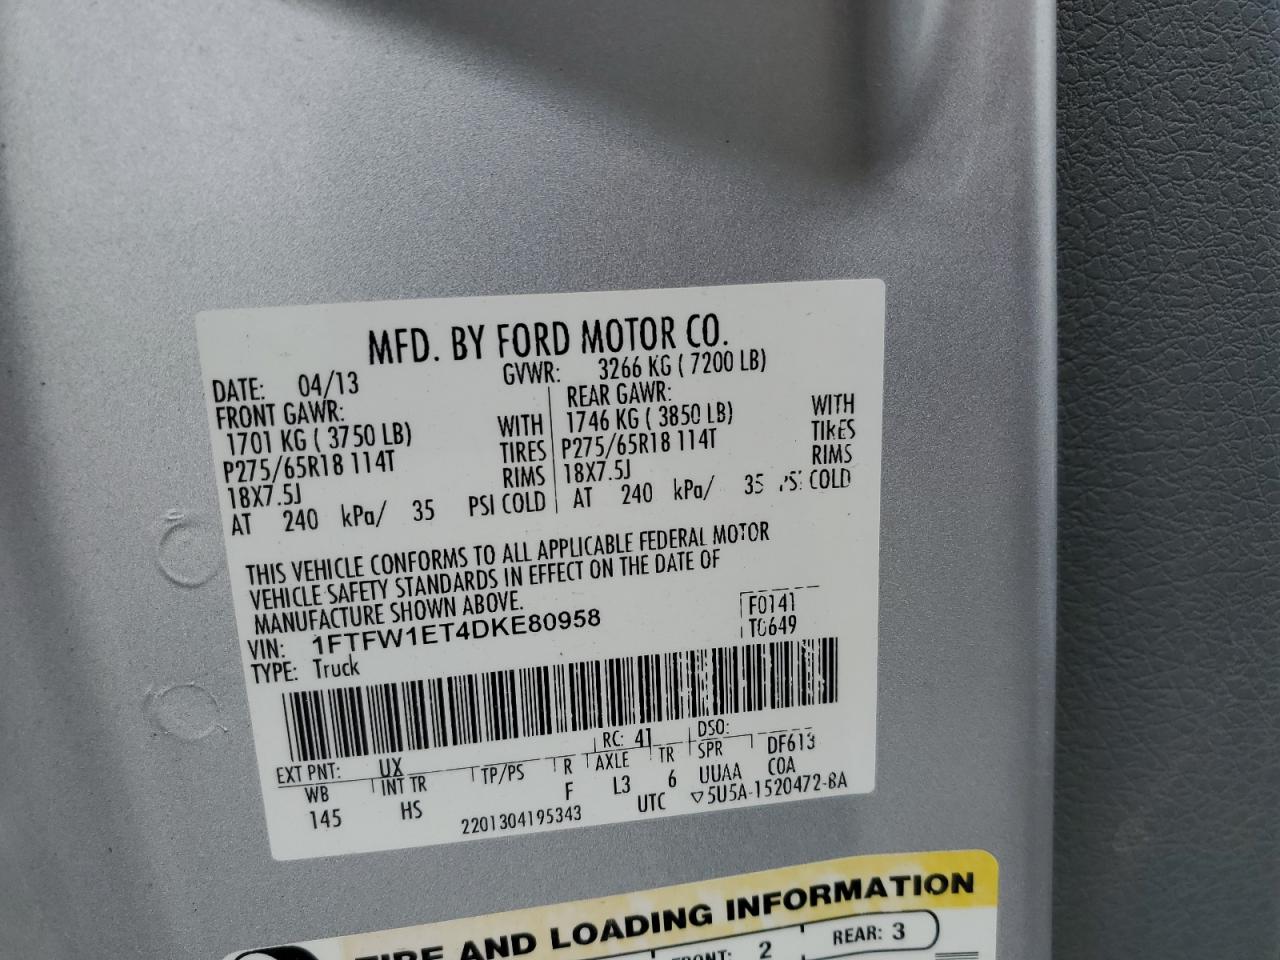 MFD. BY FORD MOTOR CO.
DATE: 04/13 GVWR: 3266 KG ( 7200 LB)
FRONT GAWR: REAR GAWR:
1701 KG ( 3750 LB) WITH 1746 KG ( 3850 LB) WITH
P275/65R18 114T TIRES P275/65R18 114T TIRES
18X7.5J RIMS 18X7.5J RIMS
AT 240 kPa/ 35 PSI COLD AT 240 kPa/ 35 PSI COLD
THIS VEHICLE CONFORMS TO ALL APPLICABLE FEDERAL MOTOR
VEHICLE SAFETY STANDARDS IN EFFECT ON THE DATE OF
MANUFACTURE SHOWN ABOVE.
VIN: 1FTFW1ET4DKE80958 F0141
TYPE: Truck T0649
EXT PNT: UX RC: 41 DSO:
WB INT TR TP/PS R AXLE TR SPR DF613
145 HS F L3 6 UUAA COA
2201304195343 UTC ▽5U5A-1520472-BA
TIRE AND LOADING INFORMATION
FRONT: 2 REAR: 3